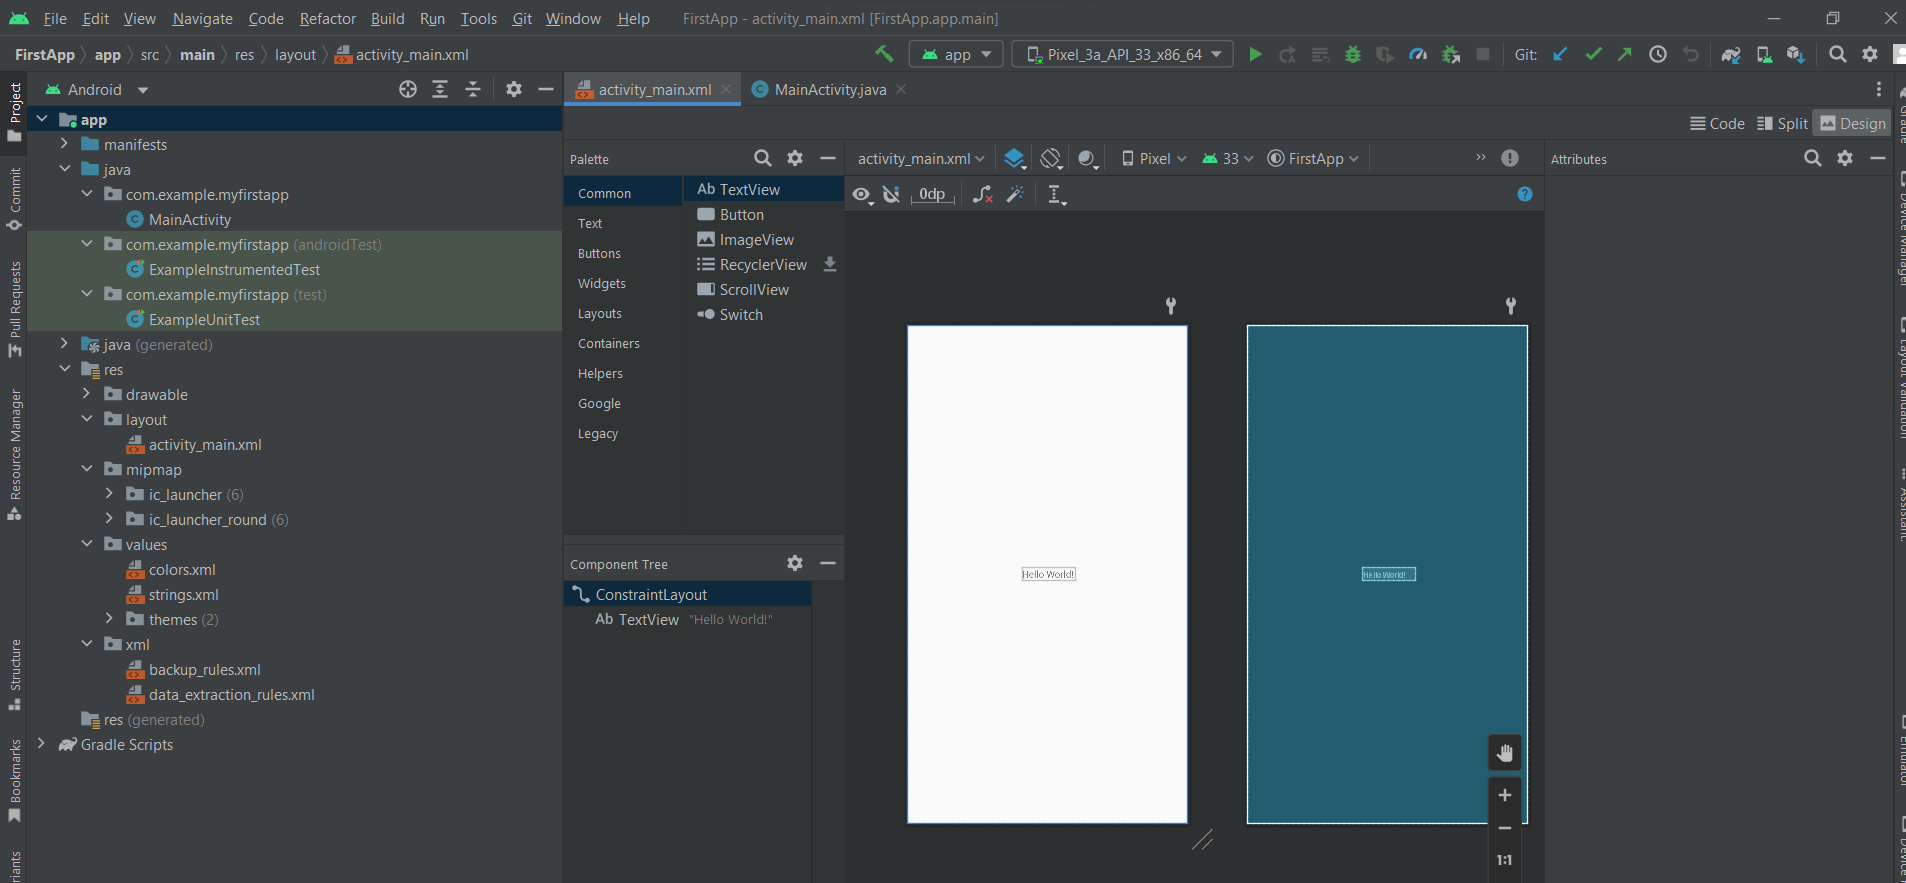 File Edit View Navigate Code Refactor Build Run Tools Git Window Help FirstApp - activity_main.xml [FirstApp.app.main]
FirstApp app src main res layout activity_main.xml app Pixel_3a_API_33_x86_64 Git:
Project
Commit
Pull Requests
Resource Manager
Structure
Bookmarks
Android
app
manifests
java
com.example.myfirstapp
MainActivity
com.example.myfirstapp (androidTest)
ExampleInstrumentedTest
com.example.myfirstapp (test)
ExampleUnitTest
java (generated)
res
drawable
layout
activity_main.xml
mipmap
ic_launcher (6)
ic_launcher_round (6)
values
colors.xml
strings.xml
themes (2)
xml
backup_rules.xml
data_extraction_rules.xml
res (generated)
Gradle Scripts
activity_main.xml MainActivity.java
Code Split Design
Palette
Common
Text
Buttons
Widgets
Layouts
Containers
Helpers
Google
Legacy
Ab TextView
Button
ImageView
RecyclerView
ScrollView
Switch
Component Tree
ConstraintLayout
Ab TextView "Hello World!"
activity_main.xml Pixel 33 FirstApp
0dp
Hello World!
Hello World!
1:1
Attributes
Device Manager
Layout Validation
Assistant
Emulator